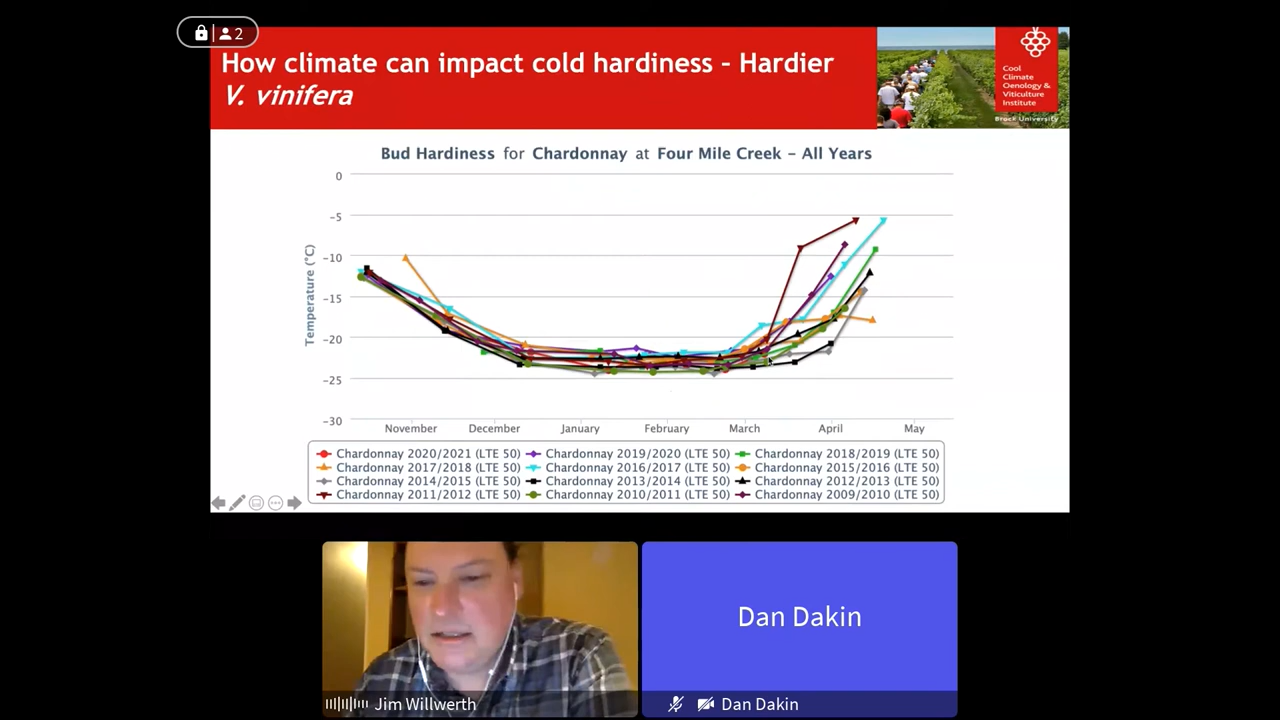 2
How climate can impact cold hardiness – Hardier
V. vinifera
Cool
Climate
Oenology &
Viticulture
Institute
Brock University
Bud Hardiness for Chardonnay at Four Mile Creek – All Years
Temperature (°C)
0
-5
-10
-15
-20
-25
-30
November December January February March April May
Chardonnay 2020/2021 (LTE 50) Chardonnay 2019/2020 (LTE 50) Chardonnay 2018/2019 (LTE 50)
Chardonnay 2017/2018 (LTE 50) Chardonnay 2016/2017 (LTE 50) Chardonnay 2015/2016 (LTE 50)
Chardonnay 2014/2015 (LTE 50) Chardonnay 2013/2014 (LTE 50) Chardonnay 2012/2013 (LTE 50)
Chardonnay 2011/2012 (LTE 50) Chardonnay 2010/2011 (LTE 50) Chardonnay 2009/2010 (LTE 50)
Dan Dakin
Jim Willwerth
Dan Dakin